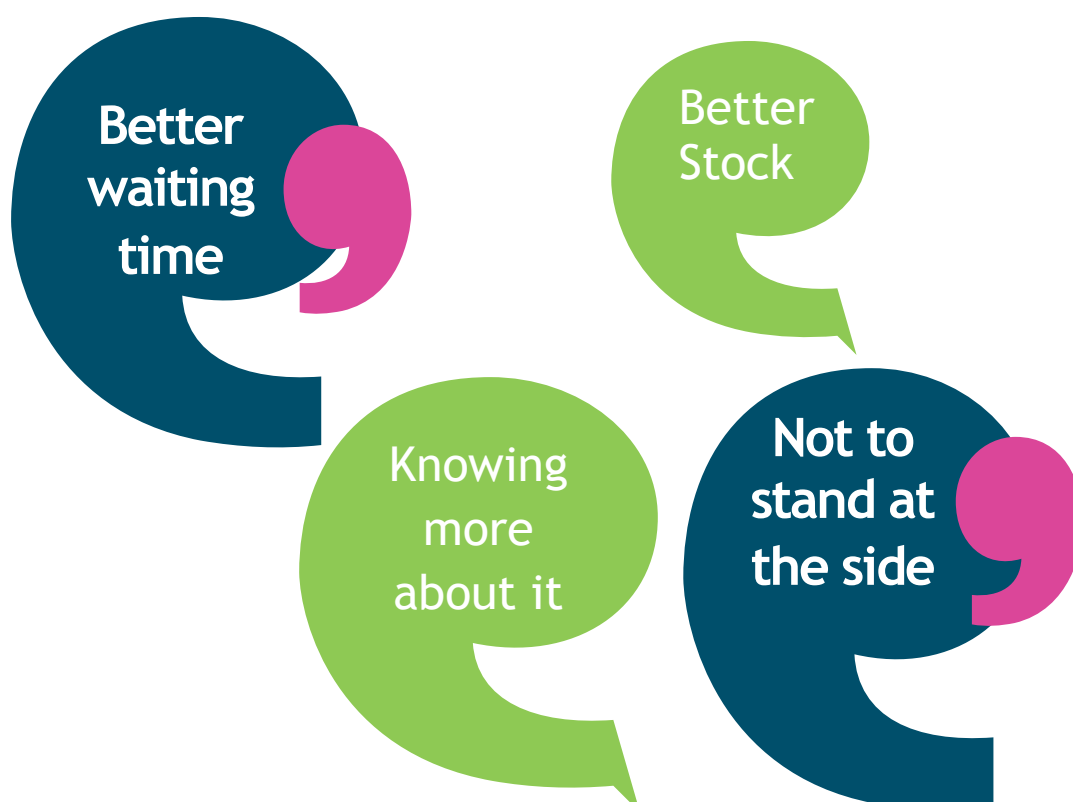 Better
waiting
time
Better
Stock
Knowing
more
about it
Not to
stand at
the side